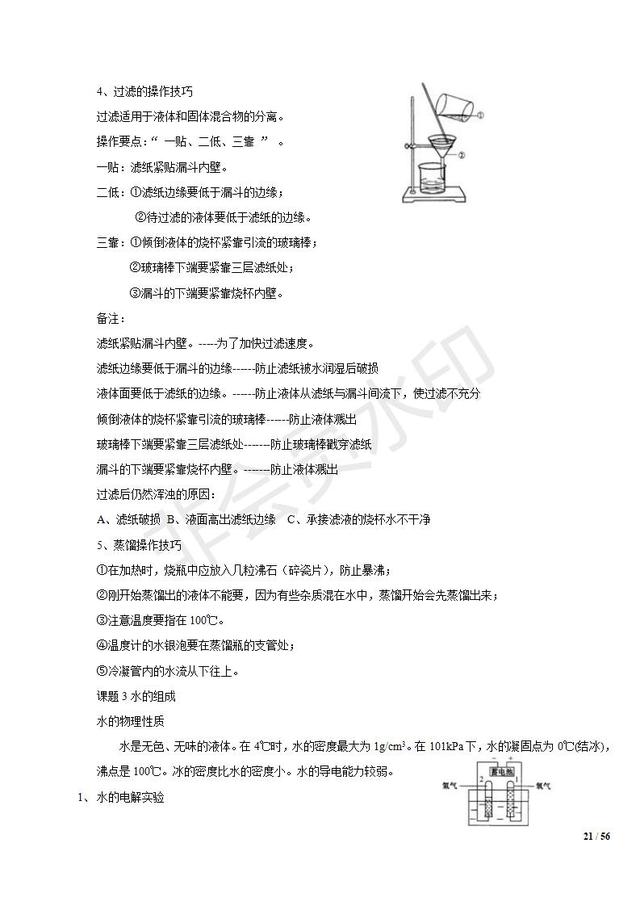 4、过滤的操作技巧
过滤适用于液体和固体混合物的分离。
操作要点：“ 一贴、二低、三靠 ” 。
一贴：滤纸紧贴漏斗内壁。
二低：①滤纸边缘要低于漏斗的边缘；
②待过滤的液体要低于滤纸的边缘。
三靠：①倾倒液体的烧杯紧靠引流的玻璃棒；
②玻璃棒下端要紧靠三层滤纸处；
③漏斗的下端要紧靠烧杯内壁。
①
②
备注：
滤纸紧贴漏斗内壁。-----为了加快过滤速度。
滤纸边缘要低于漏斗的边缘------防止滤纸被水润湿后破损
液体面要低于滤纸的边缘。------防止液体从滤纸与漏斗间流下，使过滤不充分
倾倒液体的烧杯紧靠引流的玻璃棒------防止液体溅出
玻璃棒下端要紧靠三层滤纸处-------防止玻璃棒戳穿滤纸
漏斗的下端要紧靠烧杯内壁。-------防止液体溅出
过滤后仍然浑浊的原因：
A、滤纸破损 B、液面高出滤纸边缘 C、承接滤液的烧杯水不干净
5、蒸馏操作技巧
①在加热时，烧瓶中应放入几粒沸石（碎瓷片），防止暴沸；
②刚开始蒸馏出的液体不能要，因为有些杂质混在水中，蒸馏开始会先蒸馏出来；
③注意温度要指在100℃。
④温度计的水银泡要在蒸馏瓶的支管处；
⑤冷凝管内的水流从下往上。
课题 3 水的组成
水的物理性质
水是无色、无味的液体。在 4℃时，水的密度最大为 1g/cm³。在 101kPa 下，水的凝固点为 0℃(结冰)，
沸点是 100℃。冰的密度比水的密度小。水的导电能力较弱。
1、 水的电解实验
- +
蓄电池
2 1
氢气 氧气
21 / 56
非会员水印